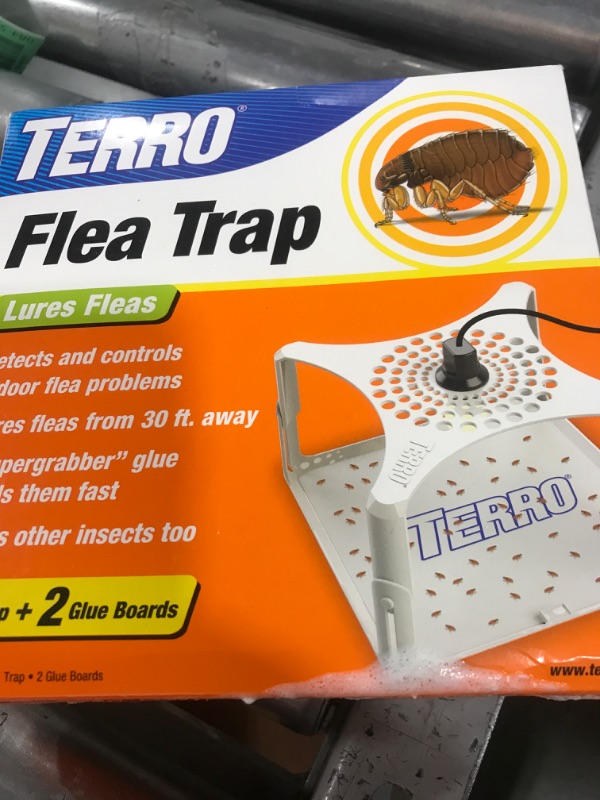 TERRO®
Flea Trap
Lures Fleas
etects and controls
door flea problems
res fleas from 30 ft. away
pergrabber” glue
ls them fast
s other insects too
p + 2 Glue Boards
TERRO
TERRO®
Trap • 2 Glue Boards
www.te